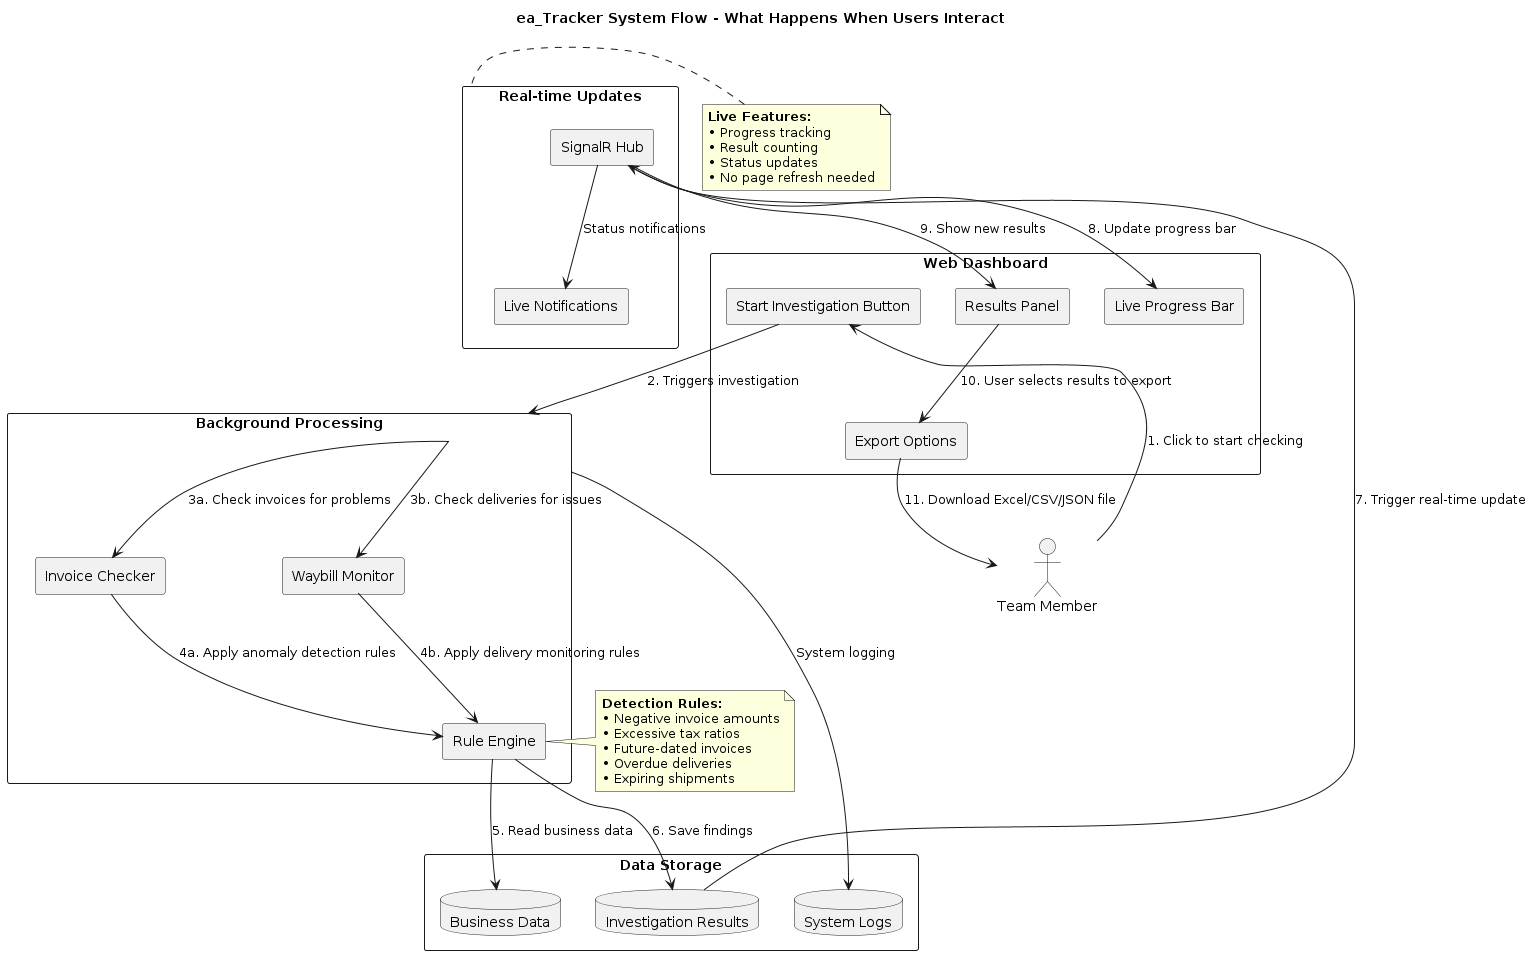 ea_Tracker System Flow - What Happens When Users Interact
Real-time Updates
SignalR Hub
Live Features:
• Progress tracking
• Result counting
• Status updates
• No page refresh needed
Status notifications
9. Show new results
8. Update progress bar
Live Notifications
Web Dashboard
Start Investigation Button
Results Panel
Live Progress Bar
2. Triggers investigation
10. User selects results to export
Export Options
1. Click to start checking
Background Processing
3a. Check invoices for problems
3b. Check deliveries for issues
11. Download Excel/CSV/JSON file
7. Trigger real-time update
Invoice Checker
Waybill Monitor
Team Member
4a. Apply anomaly detection rules
4b. Apply delivery monitoring rules
System logging
Rule Engine
Detection Rules:
• Negative invoice amounts
• Excessive tax ratios
• Future-dated invoices
• Overdue deliveries
• Expiring shipments
5. Read business data
6. Save findings
Data Storage
Business Data
Investigation Results
System Logs